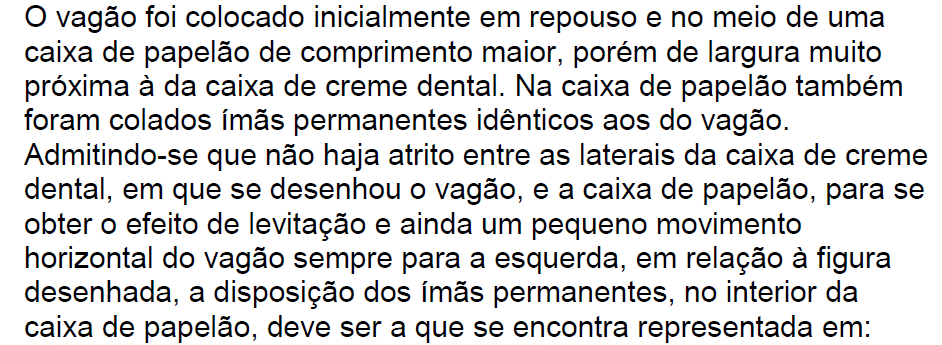 O vagão foi colocado inicialmente em repouso e no meio de uma
caixa de papelão de comprimento maior, porém de largura muito
próxima à da caixa de creme dental. Na caixa de papelão também
foram colados ímãs permanentes idênticos aos do vagão.
Admitindo-se que não haja atrito entre as laterais da caixa de creme
dental, em que se desenhou o vagão, e a caixa de papelão, para se
obter o efeito de levitação e ainda um pequeno movimento
horizontal do vagão sempre para a esquerda, em relação à figura
desenhada, a disposição dos ímãs permanentes, no interior da
caixa de papelão, deve ser a que se encontra representada em: